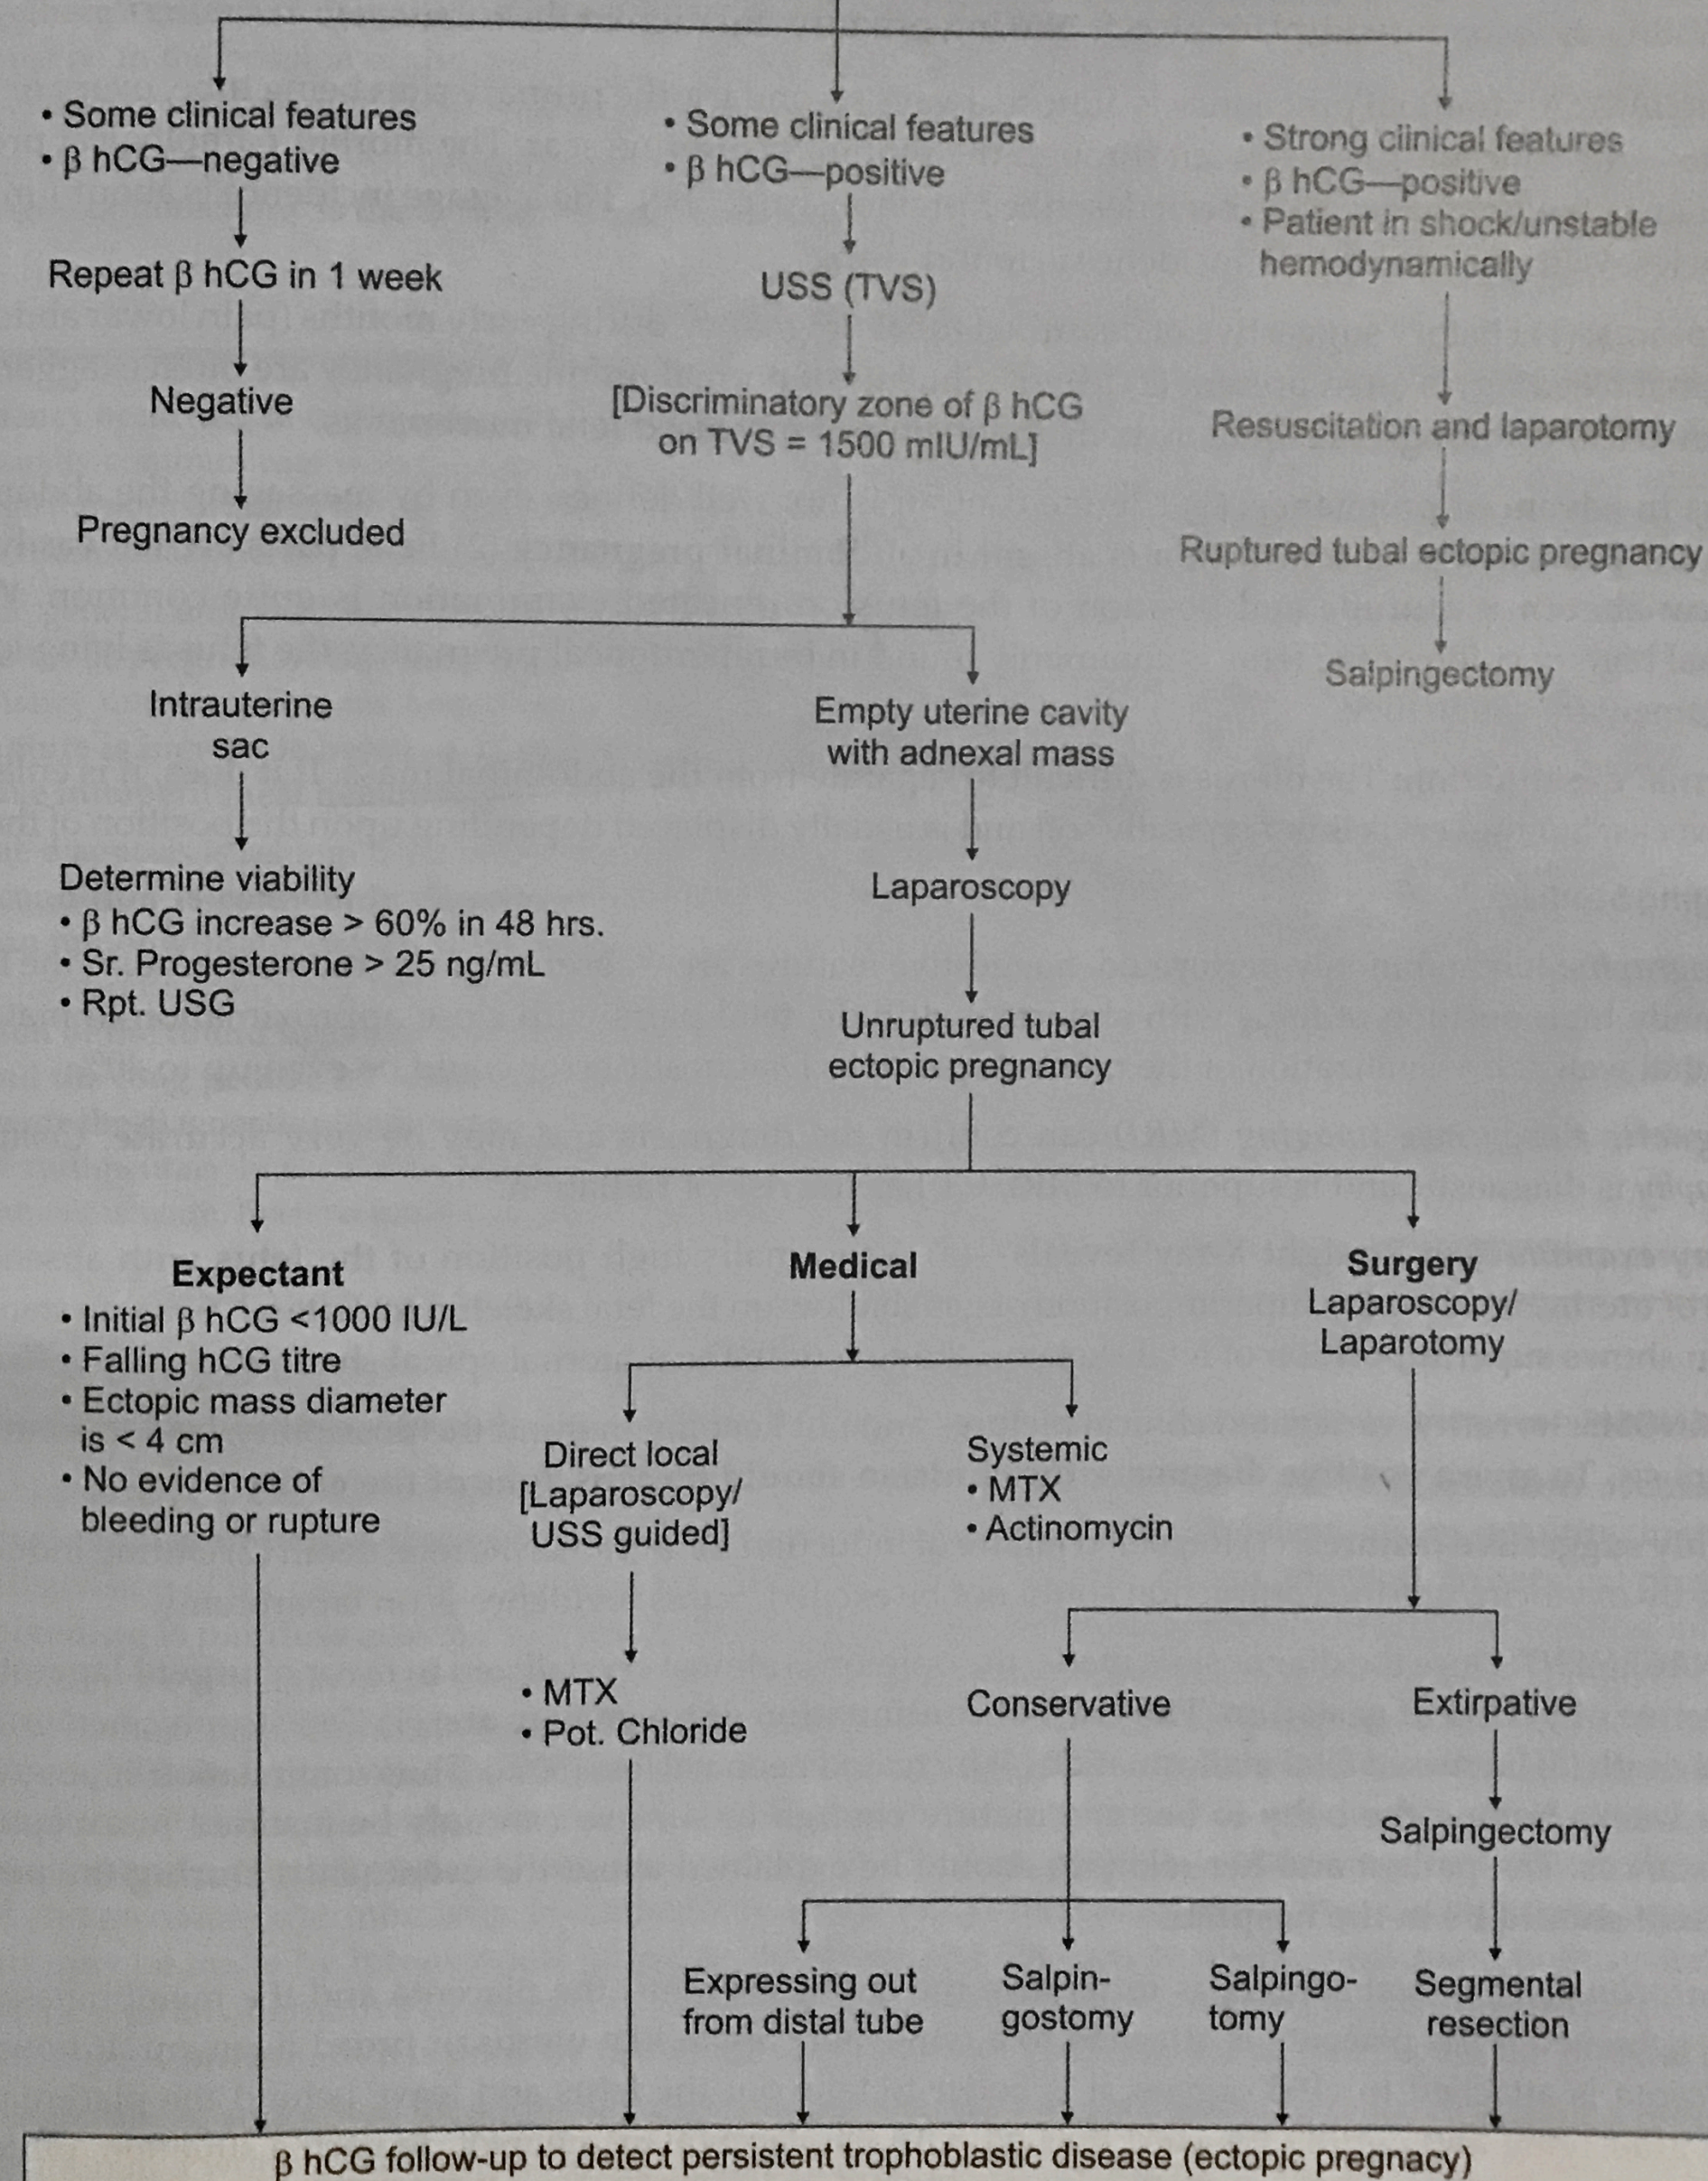 • Some clinical features
• β hCG—negative
Repeat β hCG in 1 week
Negative
Pregnancy excluded
• Some clinical features
• β hCG—positive
USS (TVS)
[Discriminatory zone of β hCG
on TVS = 1500 mIU/mL]
• Strong clinical features
• β hCG—positive
• Patient in shock/unstable
hemodynamically
Resuscitation and laparotomy
Ruptured tubal ectopic pregnancy
Salpingectomy
Intrauterine
sac
Determine viability
• β hCG increase > 60% in 48 hrs.
• Sr. Progesterone > 25 ng/mL
• Rpt. USG
Empty uterine cavity
with adnexal mass
Laparoscopy
Unruptured tubal
ectopic pregnancy
Expectant
• Initial β hCG <1000 IU/L
• Falling hCG titre
• Ectopic mass diameter
is < 4 cm
• No evidence of
bleeding or rupture
Medical
Direct local
[Laparoscopy/
USS guided]
• MTX
• Pot. Chloride
Systemic
• MTX
• Actinomycin
Surgery
Laparoscopy/
Laparotomy
Conservative
Expressing out
from distal tube
Salpin-
gostomy
Salpingo-
tomy
Extirpative
Salpingectomy
Segmental
resection
β hCG follow-up to detect persistent trophoblastic disease (ectopic pregnacy)